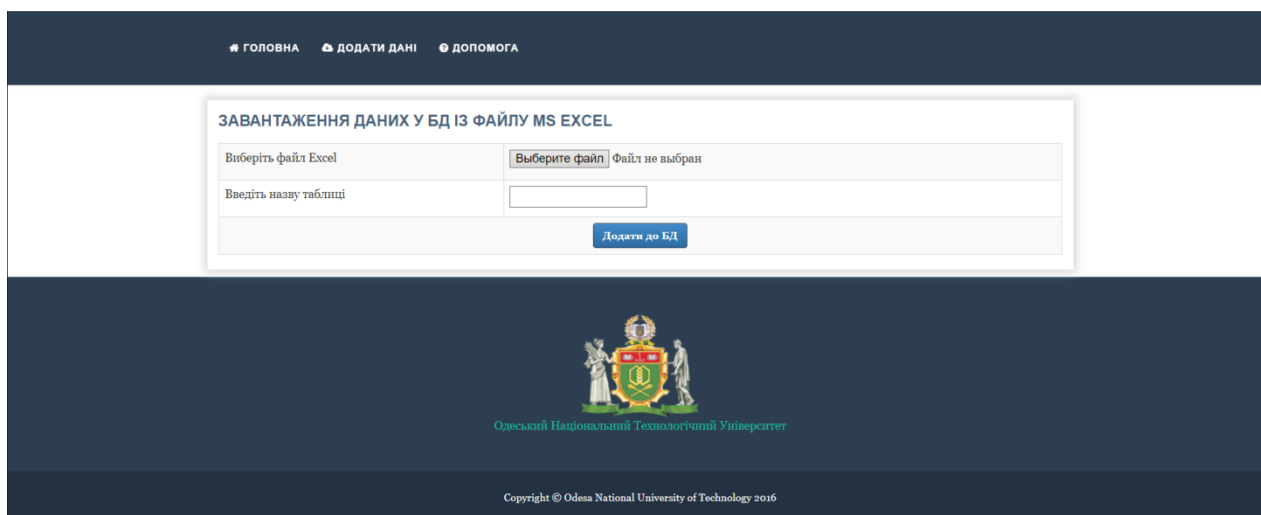 ГОЛОВНА ДОДАТИ ДАНІ ДОПОМОГА
ЗАВАНТАЖЕННЯ ДАНИХ У БД ІЗ ФАЙЛУ MS EXCEL
Виберіть файл Excel Выберите файл Файл не выбран
Введіть назву таблиці
Додати до БД
Одеський Національний Технологічний Університет
Copyright © Odesa National University of Technology 2016